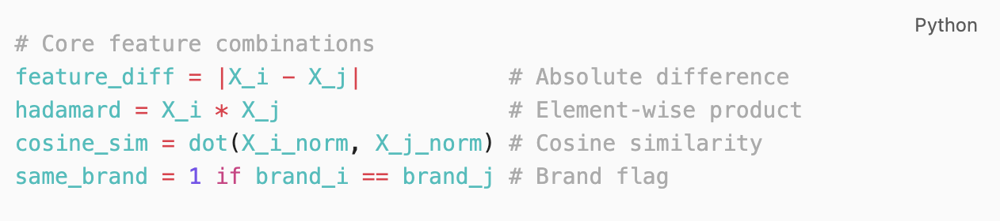 Python
# Core feature combinations
feature_diff = |X_i − X_j| # Absolute difference
hadamard = X_i * X_j # Element-wise product
cosine_sim = dot(X_i_norm, X_j_norm) # Cosine similarity
same_brand = 1 if brand_i == brand_j # Brand flag